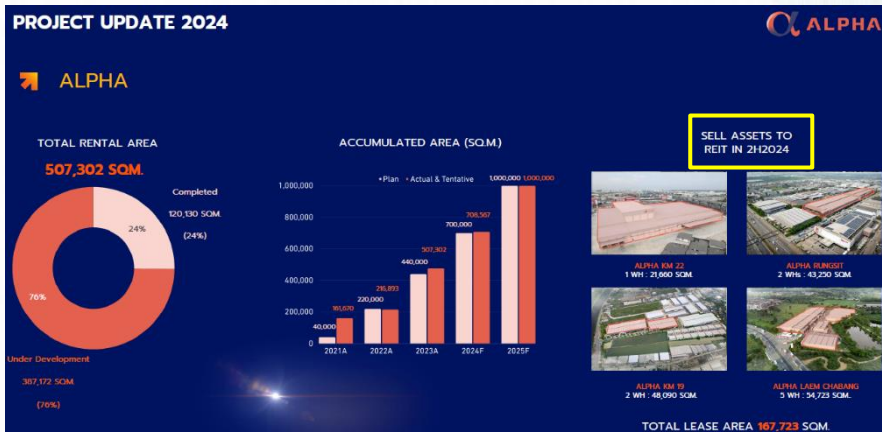 PROJECT UPDATE 2024
ALPHA
ALPHA
TOTAL RENTAL AREA
507,302 SQM.
Completed
120,130 SQM.
(24%)
24%
76%
Under Development
387,172 SQM.
(76%)
ACCUMULATED AREA (SQ.M.)
Plan Actual & Tentative
1,000,000
800,000
600,000
400,000
200,000
0
40,000
161,670
220,000
216,893
440,000
507,302
700,000
708,567
1,000,000 1,000,000
2021A 2022A 2023A 2024F 2025F
SELL ASSETS TO
REIT IN 2H2024
ALPHA KM 22
1 WH : 21,660 SQM.
ALPHA RUNGSIT
2 WHs : 43,250 SQM.
ALPHA KM 19
2 WH : 48,090 SQM.
ALPHA LAEM CHABANG
5 WH : 54,723 SQM.
TOTAL LEASE AREA 167,723 SQM.